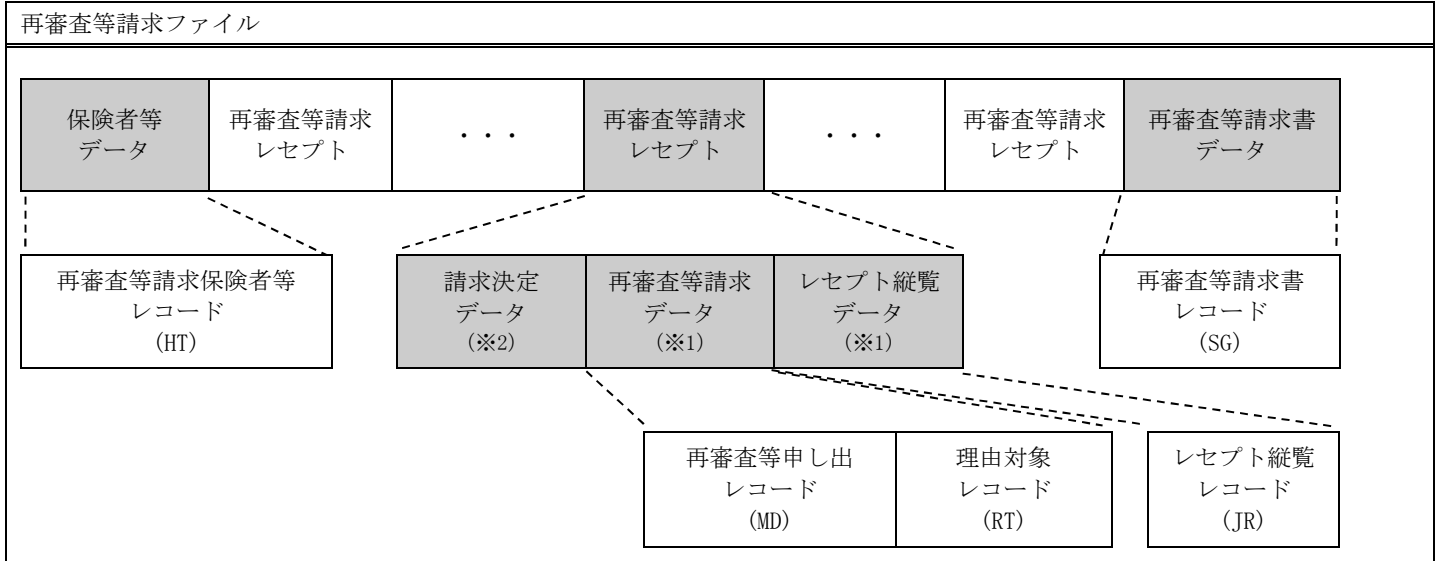 再審査等請求ファイル
保険者等
データ
再審査等請求
レセプト
・・・
再審査等請求
レセプト
・・・
再審査等請求
レセプト
再審査等請求書
データ
再審査等請求保険者等
レコード
(HT)
請求決定
データ
(※2)
再審査等請求
データ
(※1)
レセプト縦覧
データ
(※1)
再審査等請求書
レコード
(SG)
再審査等申し出
レコード
(MD)
理由対象
レコード
(RT)
レセプト縦覧
レコード
(JR)